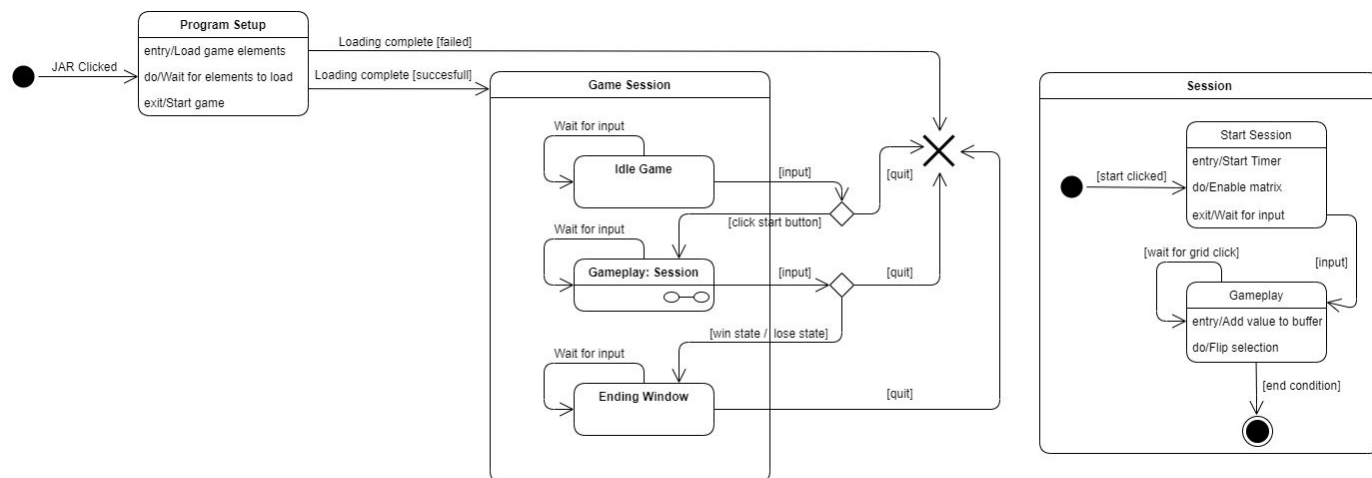 Program Setup
entry/Load game elements
do/Wait for elements to load
exit/Start game
JAR Clicked
Loading complete [failed]
Loading complete [succesfull]
Game Session
Wait for input
Idle Game
[input]
[quit]
[click start button]
Wait for input
Gameplay: Session
[input]
[quit]
[win state / lose state]
Wait for input
Ending Window
[quit]
Session
Start Session
entry/Start Timer
do/Enable matrix
exit/Wait for input
[start clicked]
[input]
[wait for grid click]
Gameplay
entry/Add value to buffer
do/Flip selection
[end condition]